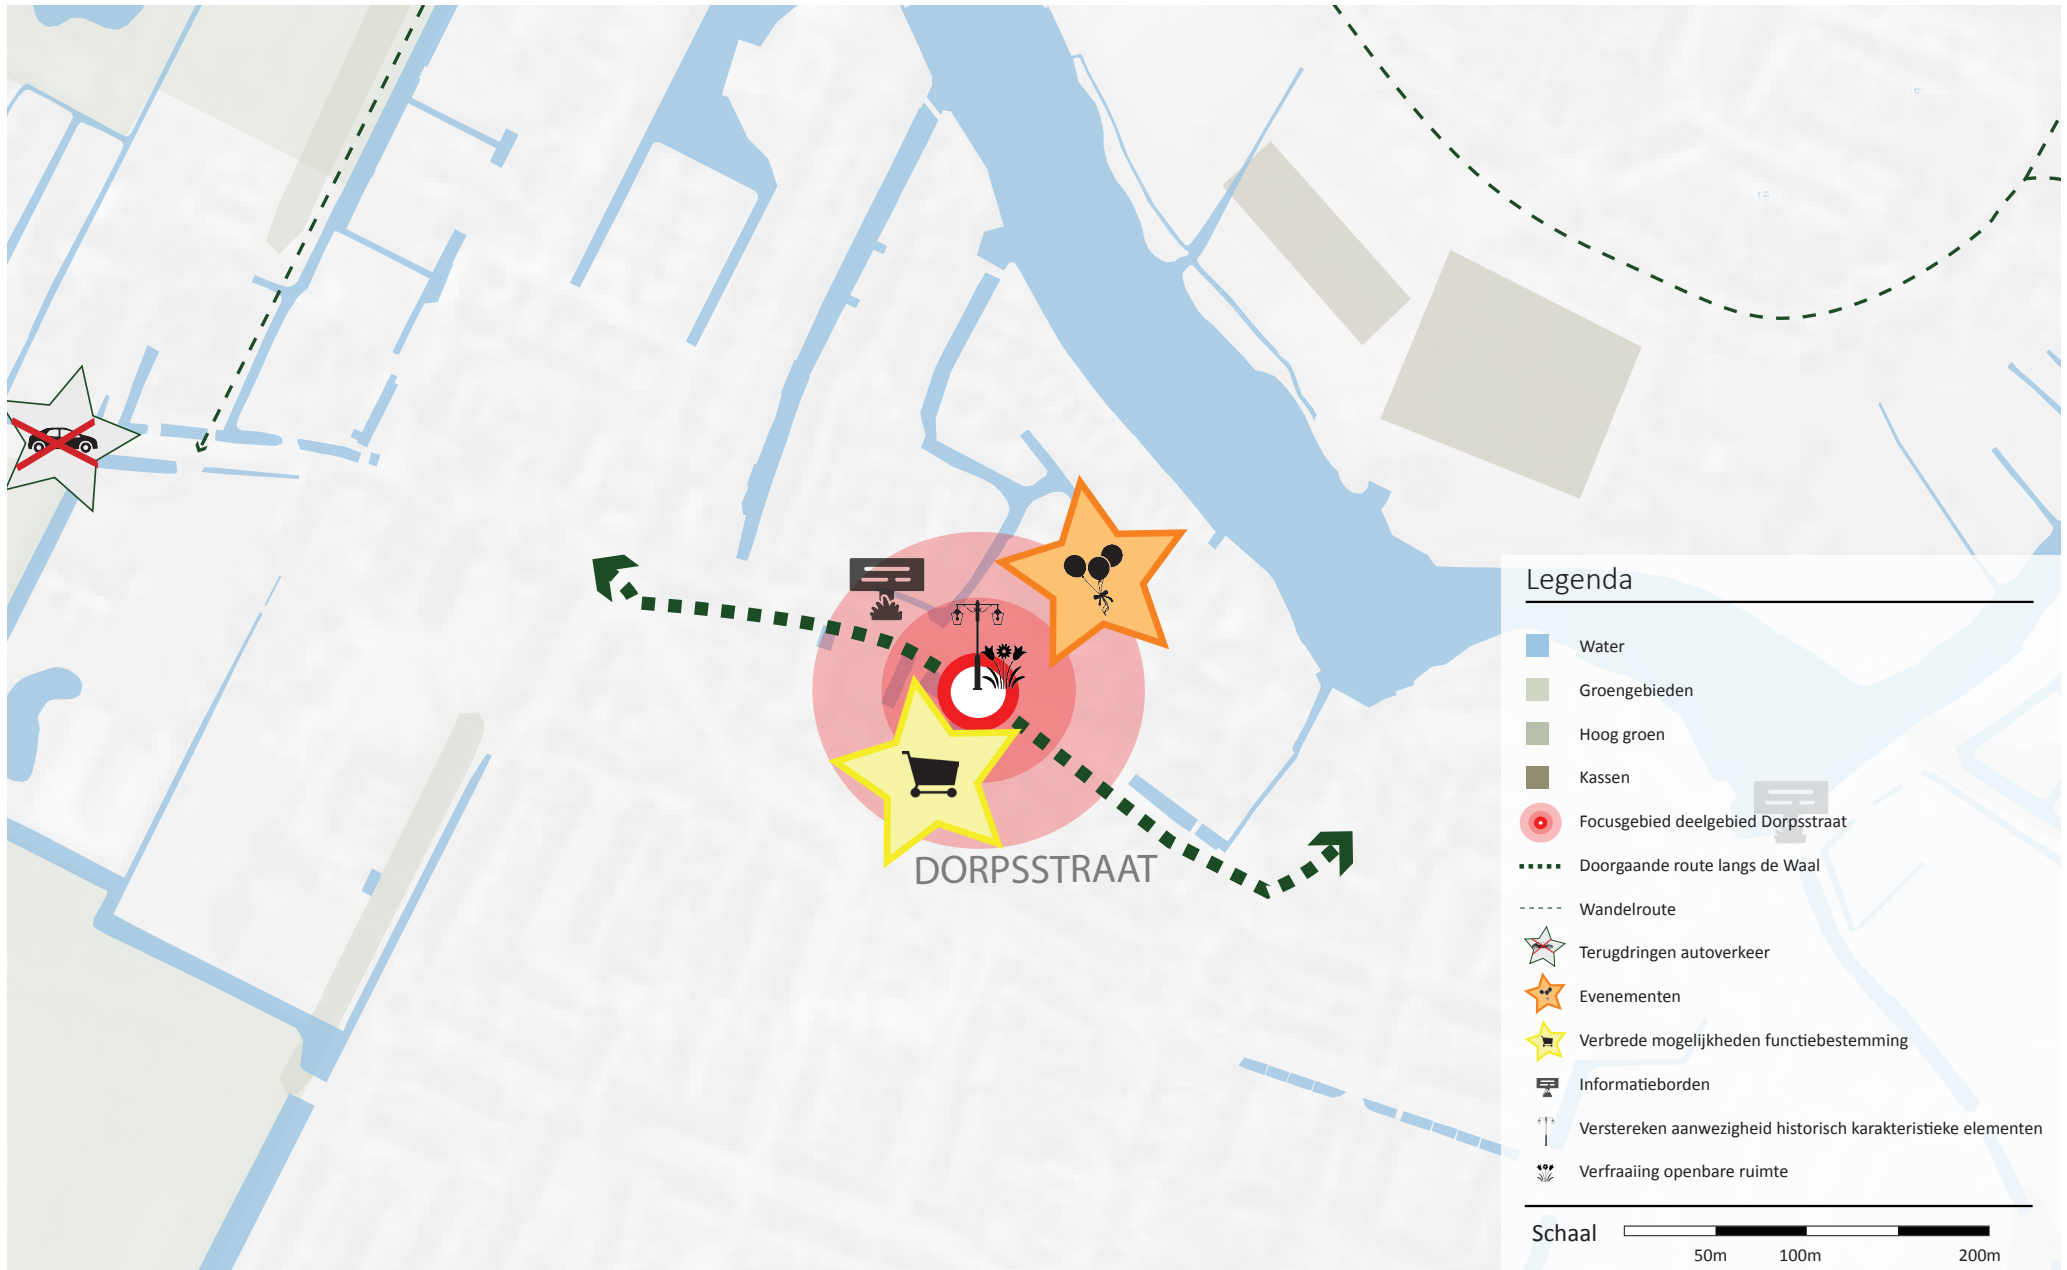 DORPSSTRAAT
Legenda
Water
Groengebieden
Hoog groen
Kassen
Focusgebied deelgebied Dorpsstraat
Doorgaande route langs de Waal
Wandelroute
Terugdringen autoverkeer
Evenementen
Verbrede mogelijkheden functiebestemming
Informatieborden
Verstereken aanwezigheid historisch karakteristieke elementen
Verfraaiing openbare ruimte
Schaal
50m 100m 200m